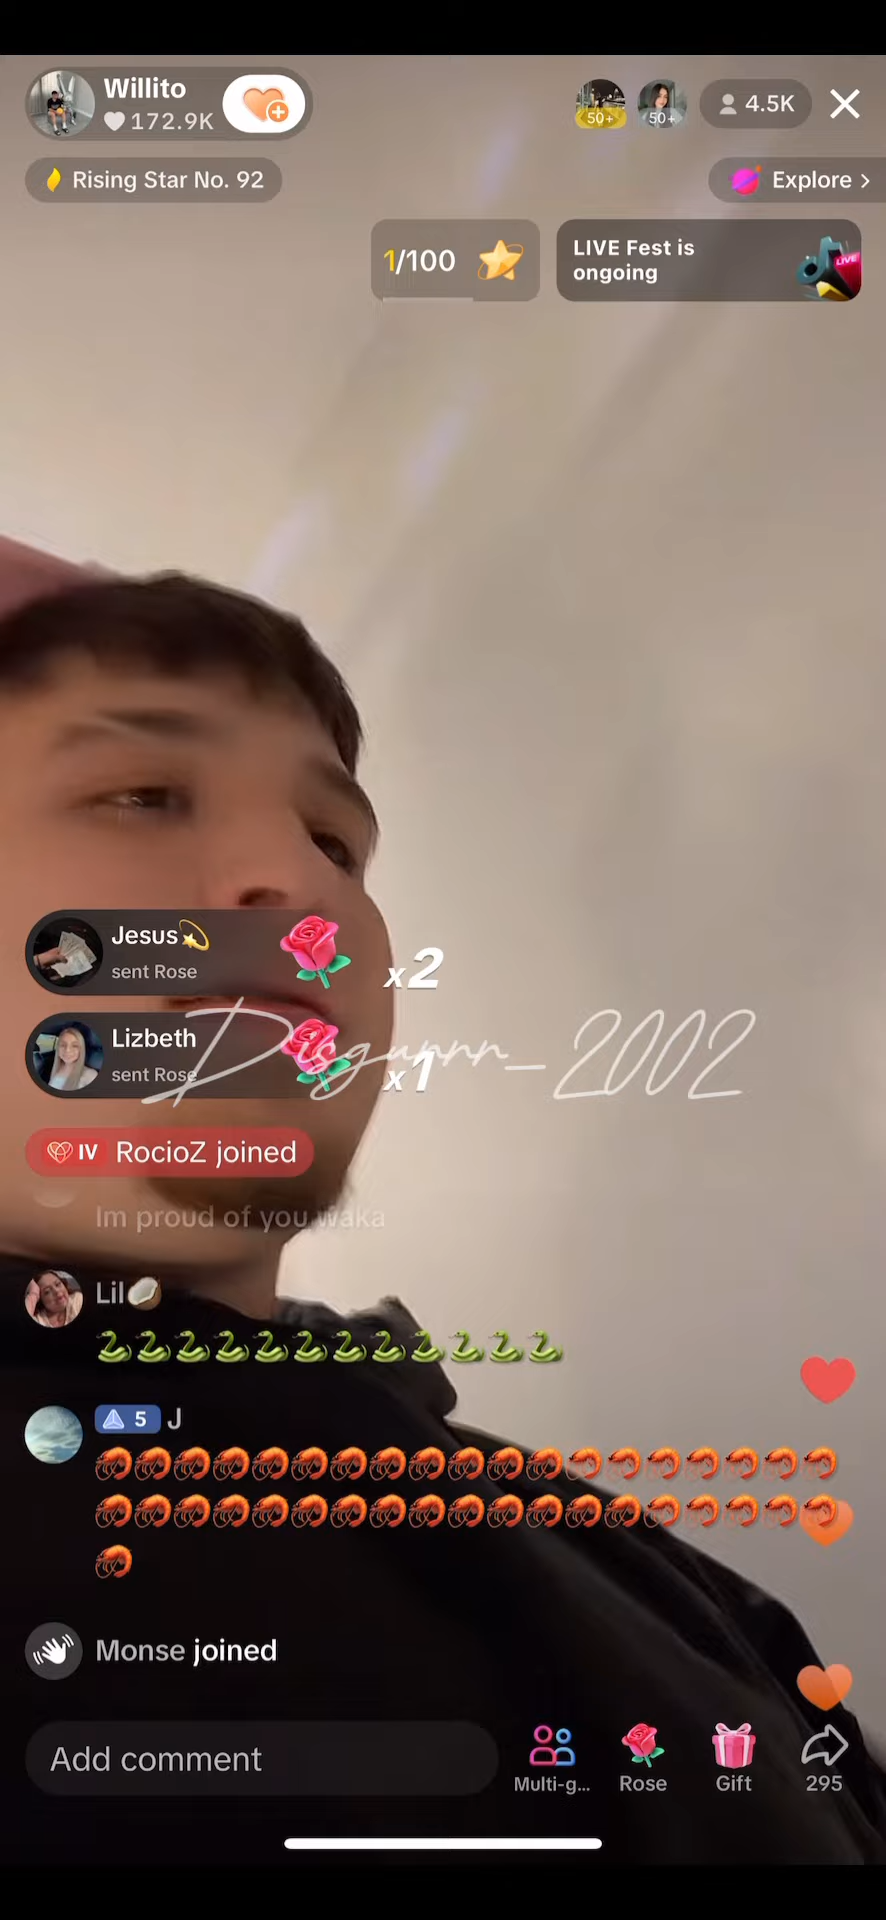 Willito
172.9K
50+
50+
4.5K
Rising Star No. 92
Explore >
1/100
LIVE Fest is
ongoing
LIVE
Jesus
sent Rose
x2
Lizbeth
sent Rose
x1
Disgunnn_2002
IV RocioZ joined
Im proud of you waka
Lil
5 J
Monse joined
Add comment
Multi-g...
Rose
Gift
295